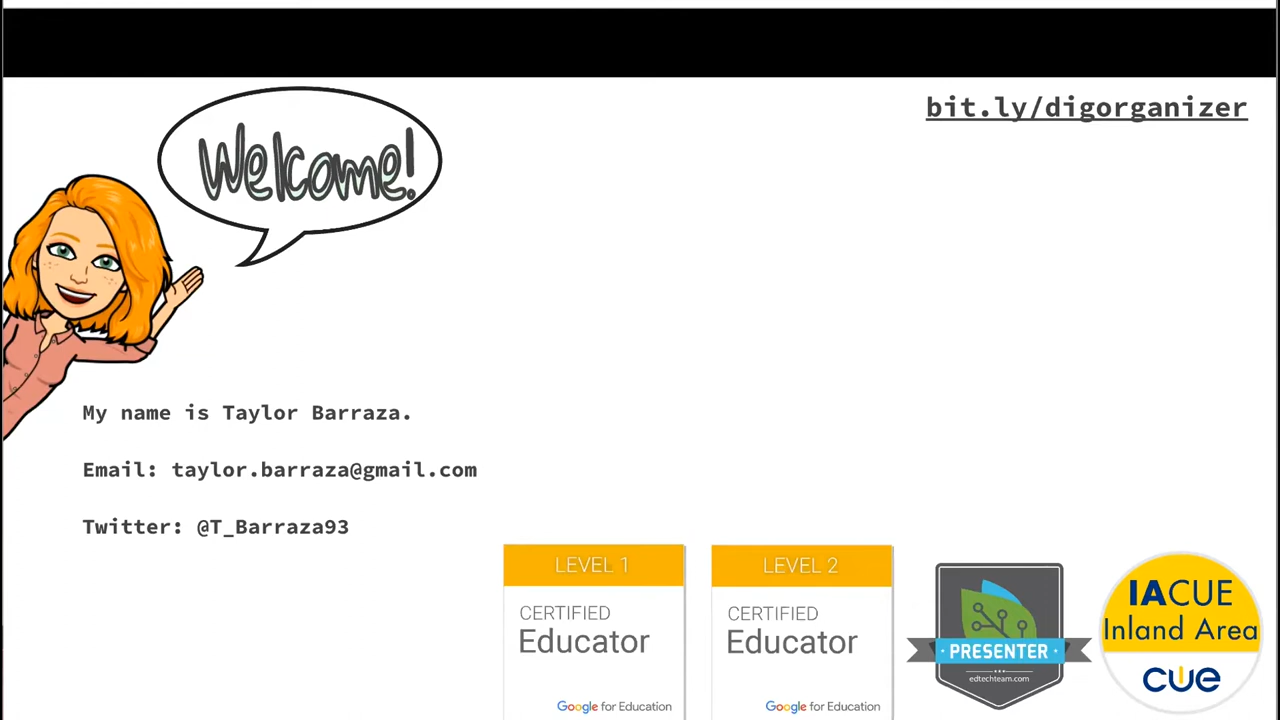 bit.ly/digorganizer
Welcome!
My name is Taylor Barraza.
Email: taylor.barraza@gmail.com
Twitter: @T_Barraza93
LEVEL 1
CERTIFIED
Educator
Google for Education
LEVEL 2
CERTIFIED
Educator
Google for Education
PRESENTER
edtechteam.com
IACUE
Inland Area
CUE